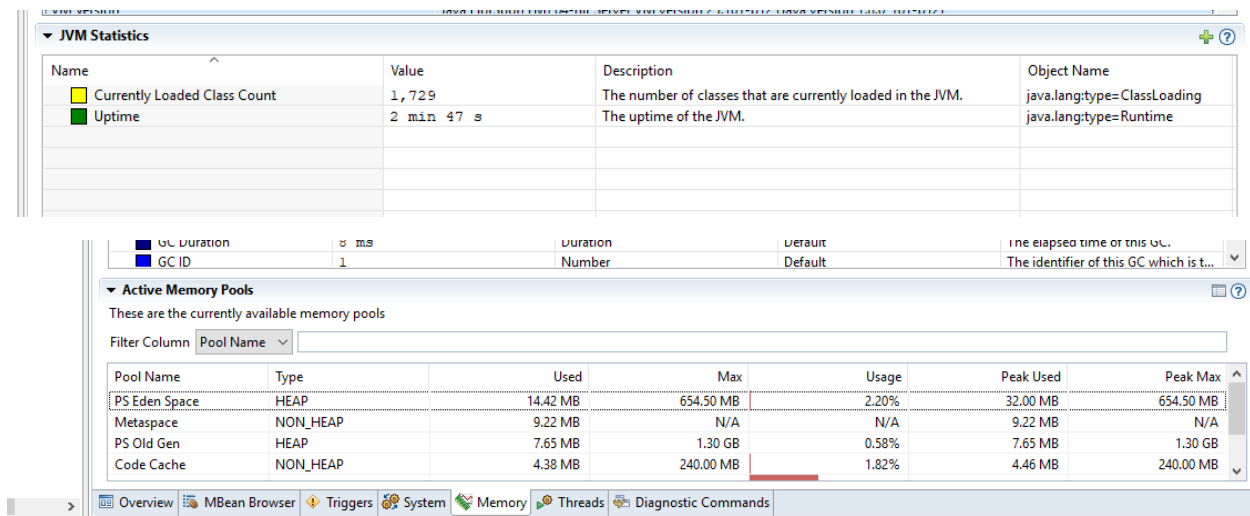 JVM Statistics
Name Value Description Object Name
Currently Loaded Class Count 1,729 The number of classes that are currently loaded in the JVM. java.lang:type=ClassLoading
Uptime 2 min 47 s The uptime of the JVM. java.lang:type=Runtime
GC Duration 8 ms Duration Default The elapsed time of this GC.
GC ID 1 Number Default The identifier of this GC which is t...
Active Memory Pools
These are the currently available memory pools
Filter Column Pool Name
Pool Name Type Used Max Usage Peak Used Peak Max
PS Eden Space HEAP 14.42 MB 654.50 MB 2.20% 32.00 MB 654.50 MB
Metaspace NON_HEAP 9.22 MB N/A N/A 9.22 MB N/A
PS Old Gen HEAP 7.65 MB 1.30 GB 0.58% 7.65 MB 1.30 GB
Code Cache NON_HEAP 4.38 MB 240.00 MB 1.82% 4.46 MB 240.00 MB
Overview MBean Browser Triggers System Memory Threads Diagnostic Commands